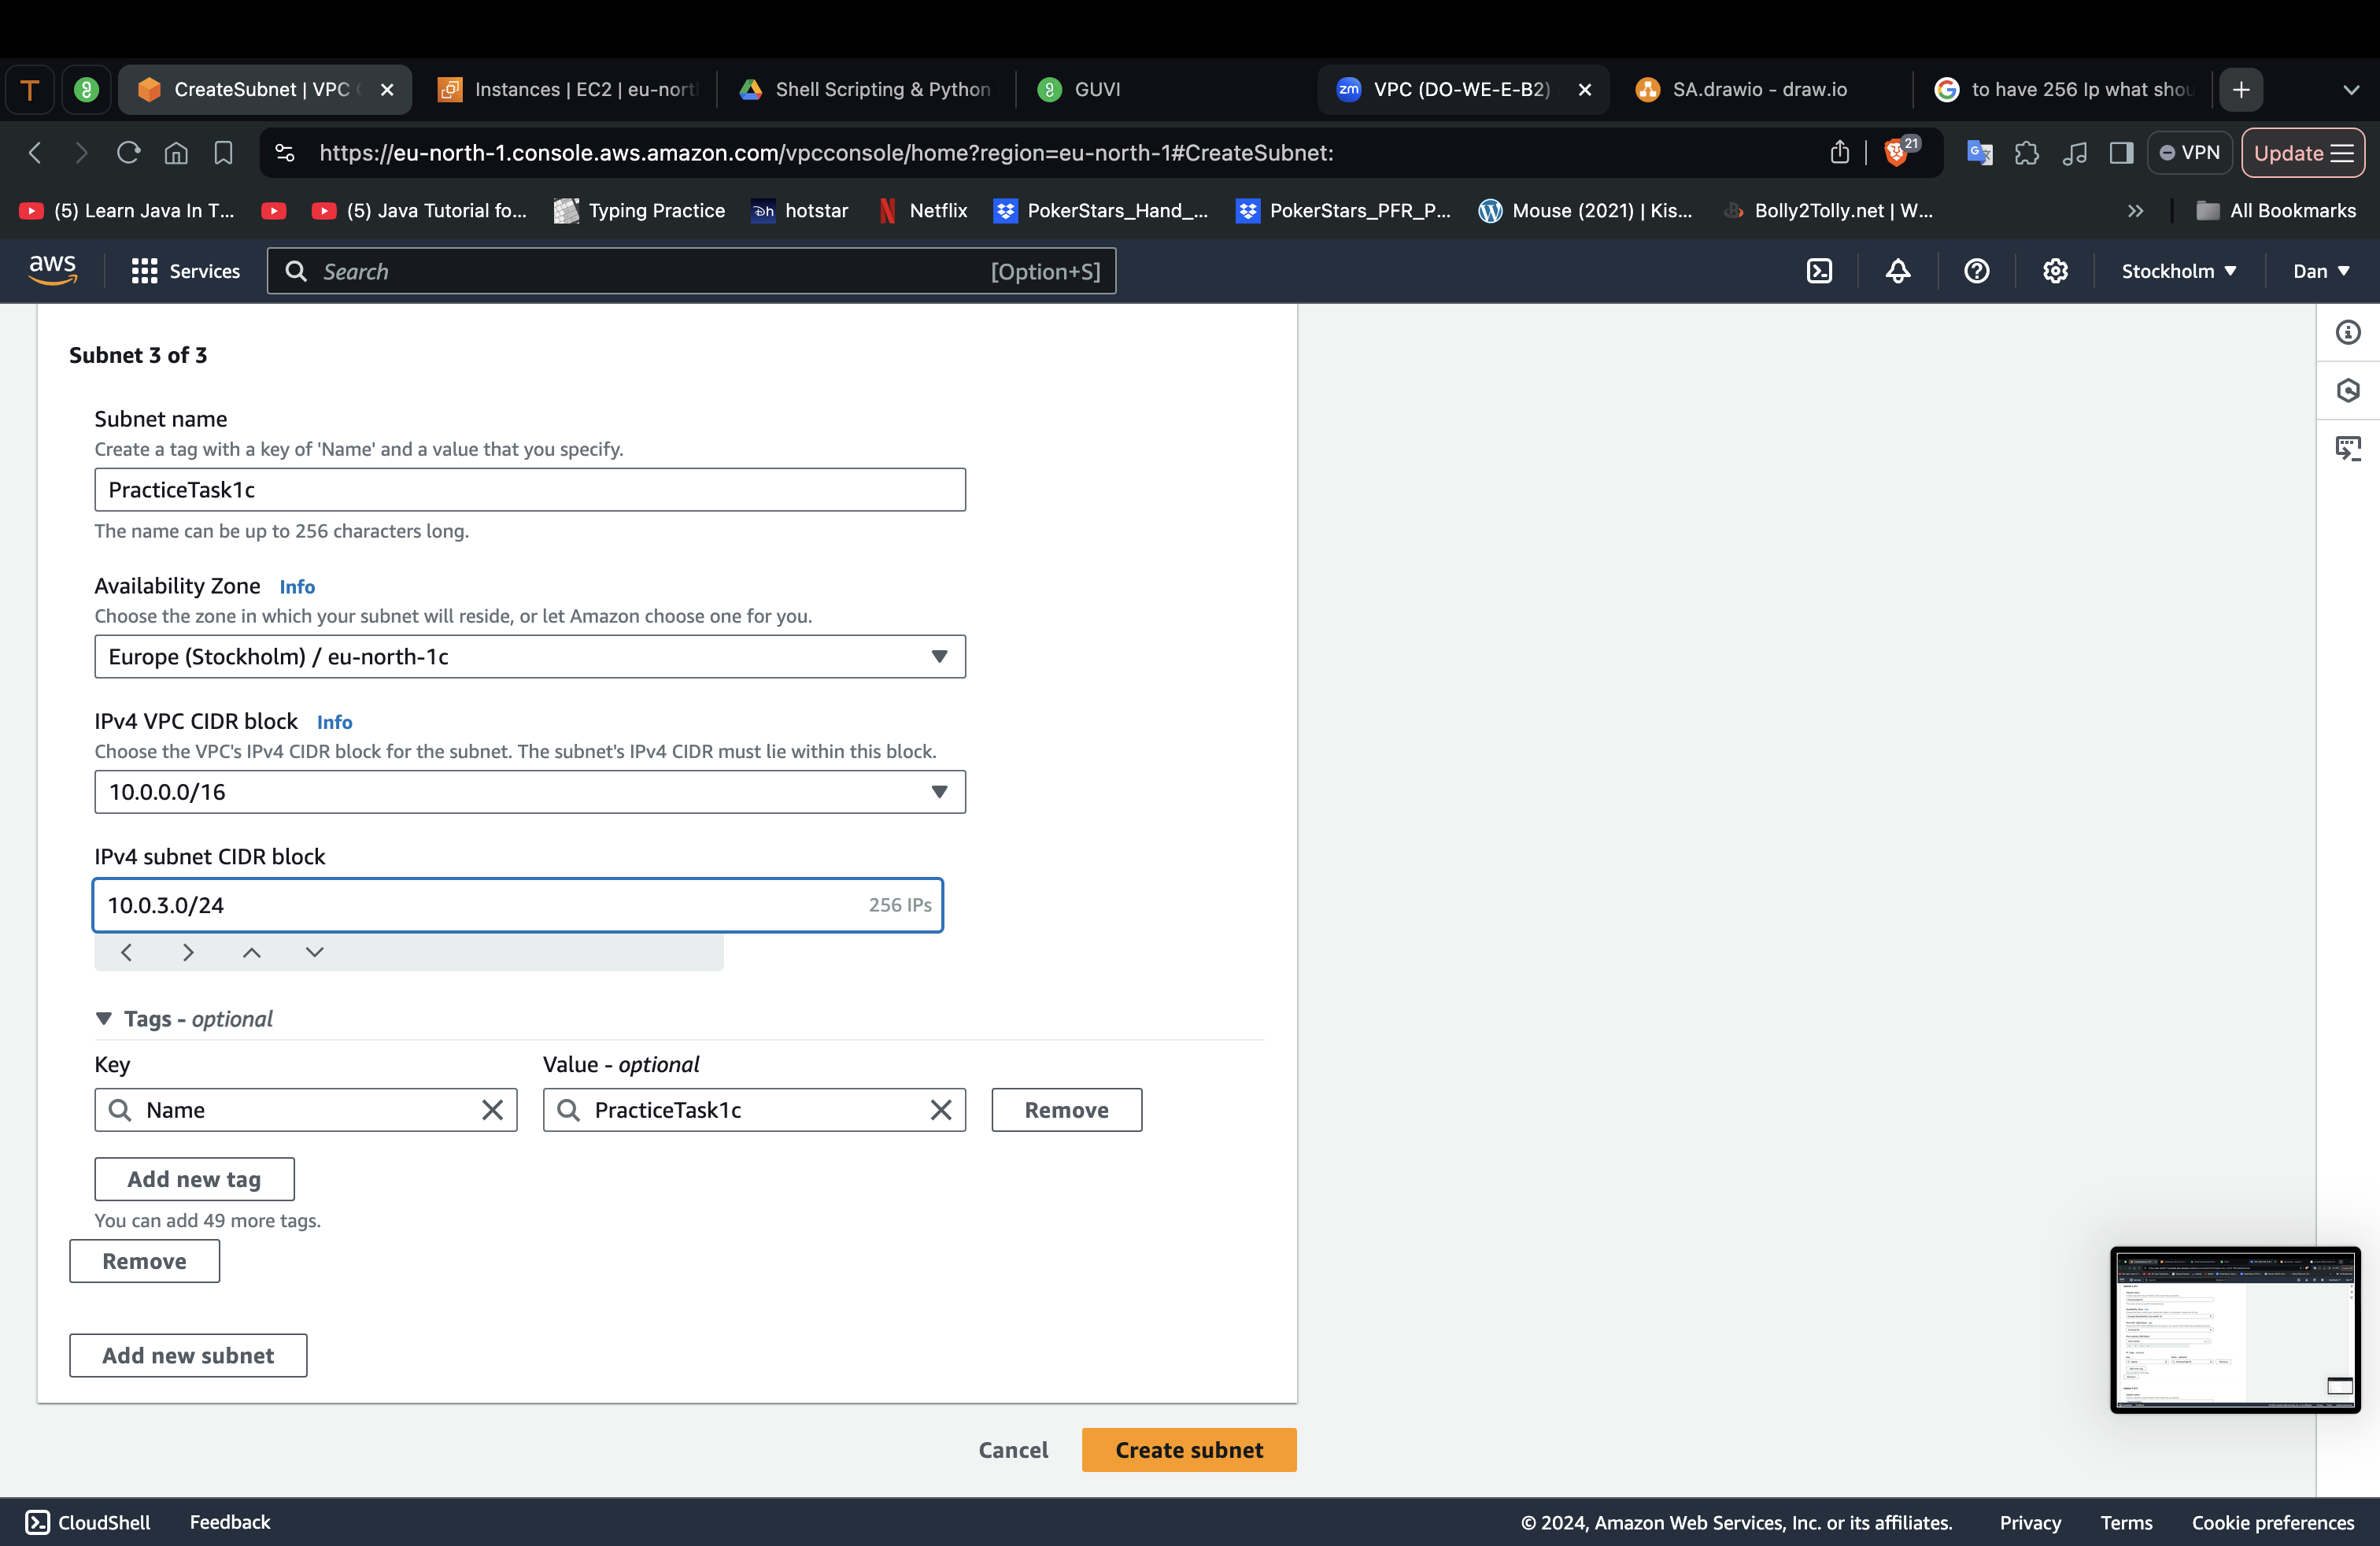 CreateSubnet | VPC
Instances | EC2 | eu-nort
Shell Scripting & Python
GUVI
zm
VPC (DO-WE-E-B2)
SA.drawio - draw.io
to have 256 Ip what shou
https://eu-north-1.console.aws.amazon.com/vpcconsole/home?region=eu-north-1#CreateSubnet:
21
VPN
Update
(5) Learn Java In T...
(5) Java Tutorial fo...
Typing Practice
hotstar
Netflix
PokerStars_Hand_...
PokerStars_PFR_P...
Mouse (2021) | Kis...
Bolly2Tolly.net | W...
All Bookmarks
aws
Services
Search
[Option+S]
Stockholm
Dan
Subnet 3 of 3
Subnet name
Create a tag with a key of 'Name' and a value that you specify.
PracticeTask1c
The name can be up to 256 characters long.
Availability Zone Info
Choose the zone in which your subnet will reside, or let Amazon choose one for you.
Europe (Stockholm) / eu-north-1c
IPv4 VPC CIDR block Info
Choose the VPC's IPv4 CIDR block for the subnet. The subnet's IPv4 CIDR must lie within this block.
10.0.0.0/16
IPv4 subnet CIDR block
10.0.3.0/24
256 IPs
Tags - optional
Key
Value - optional
Name
PracticeTask1c
Remove
Add new tag
You can add 49 more tags.
Remove
Add new subnet
Cancel
Create subnet
CloudShell
Feedback
© 2024, Amazon Web Services, Inc. or its affiliates.
Privacy
Terms
Cookie preferences